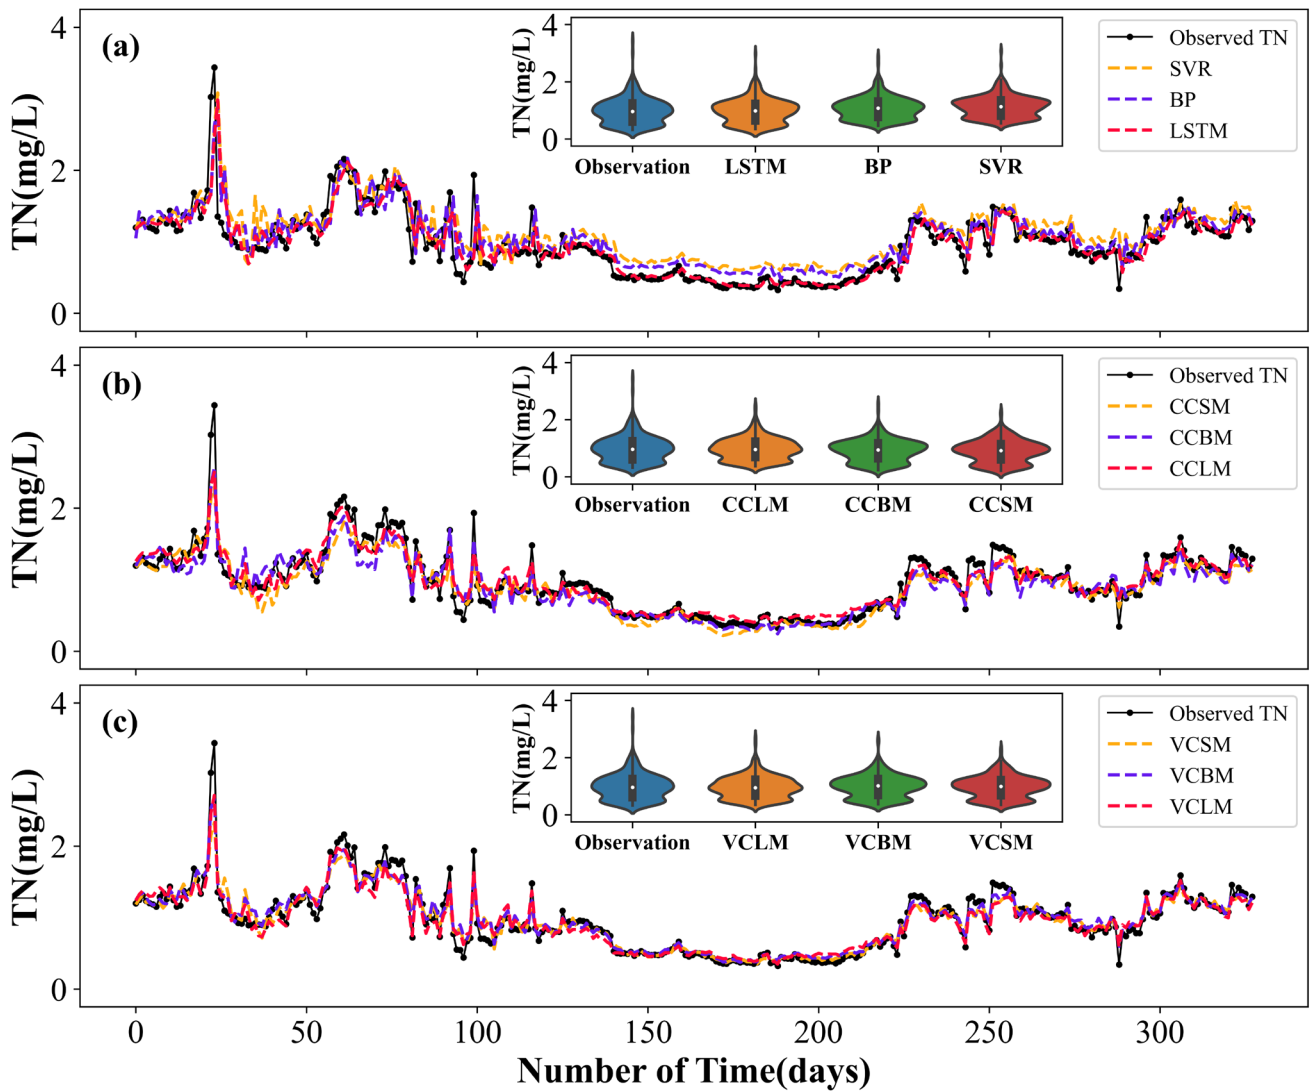 (a)
TN(mg/L)
4
2
0
TN(mg/L)
4
2
0
Observation LSTM BP SVR
Observed TN
SVR
BP
LSTM
(b)
TN(mg/L)
4
2
0
TN(mg/L)
4
2
0
Observation CCLM CCBM CCSM
Observed TN
CCSM
CCBM
CCLM
(c)
TN(mg/L)
4
2
0
TN(mg/L)
4
2
0
Observation VCLM VCBM VCSM
Observed TN
VCSM
VCBM
VCLM
0 50 100 150 200 250 300
Number of Time(days)